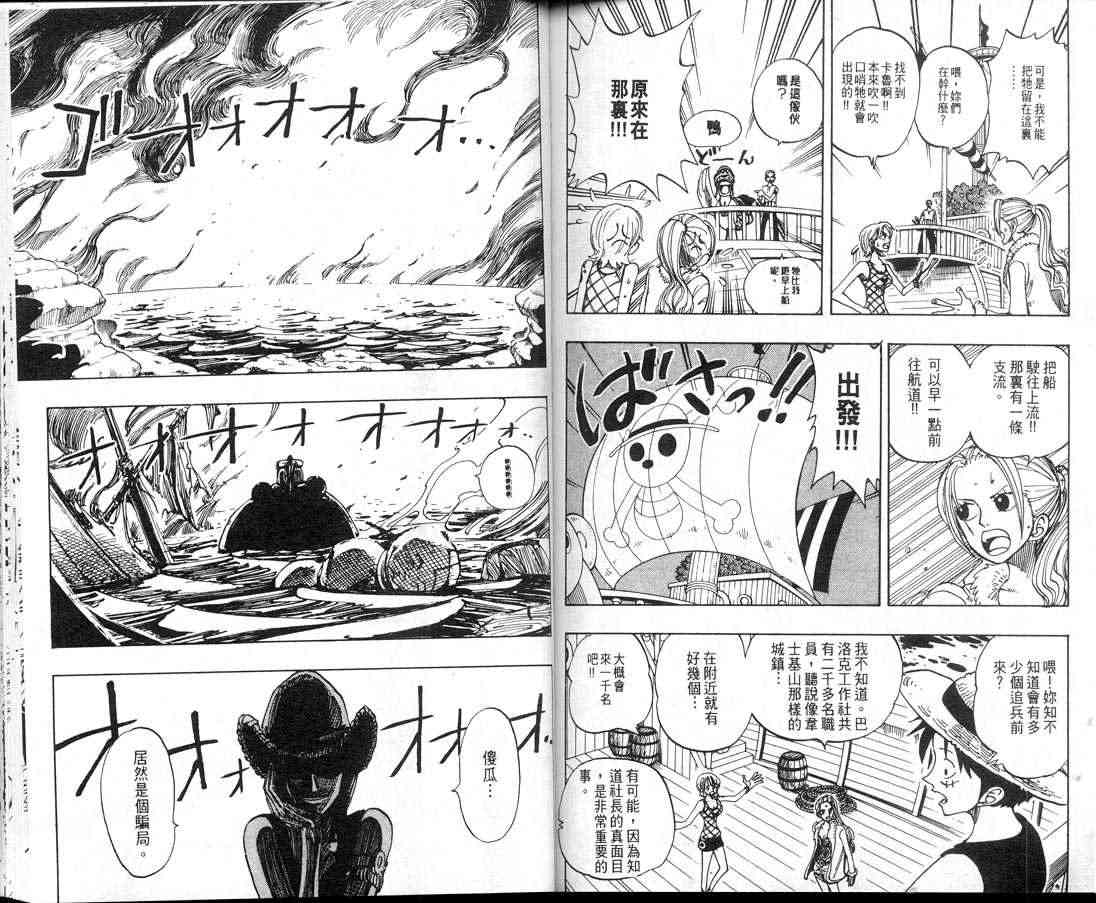 可是，我不能
把牠留在這裏
……
喂，妳們
在幹什麼？
找不到
卡魯啊!!
本來吹一吹
口哨牠就會
出現的!!
是這傢伙
嗎？
鴨
どーん
原來在
那裏!!!
牠比我
還早上船
呢。
把船
駛往上流!!
那裏有一條
支流。
可以早一點前
往航道!!
出發!!!
ばさっ!!
喂！妳知不
知道會有多
少個追兵前
來？
我不知道。巴
洛克工作社共
有二千多名職
員，聽說像韋
士基山那樣的
城鎮…
在附近就有
好幾個…
大概會
來一千名
吧!!
有可能，因為知
道社長的真面目
，是非常重要的
事。
ゴオオオオオ…
オオオオオオオ
オオオオオオオ
傻瓜…
居然是個騙局。